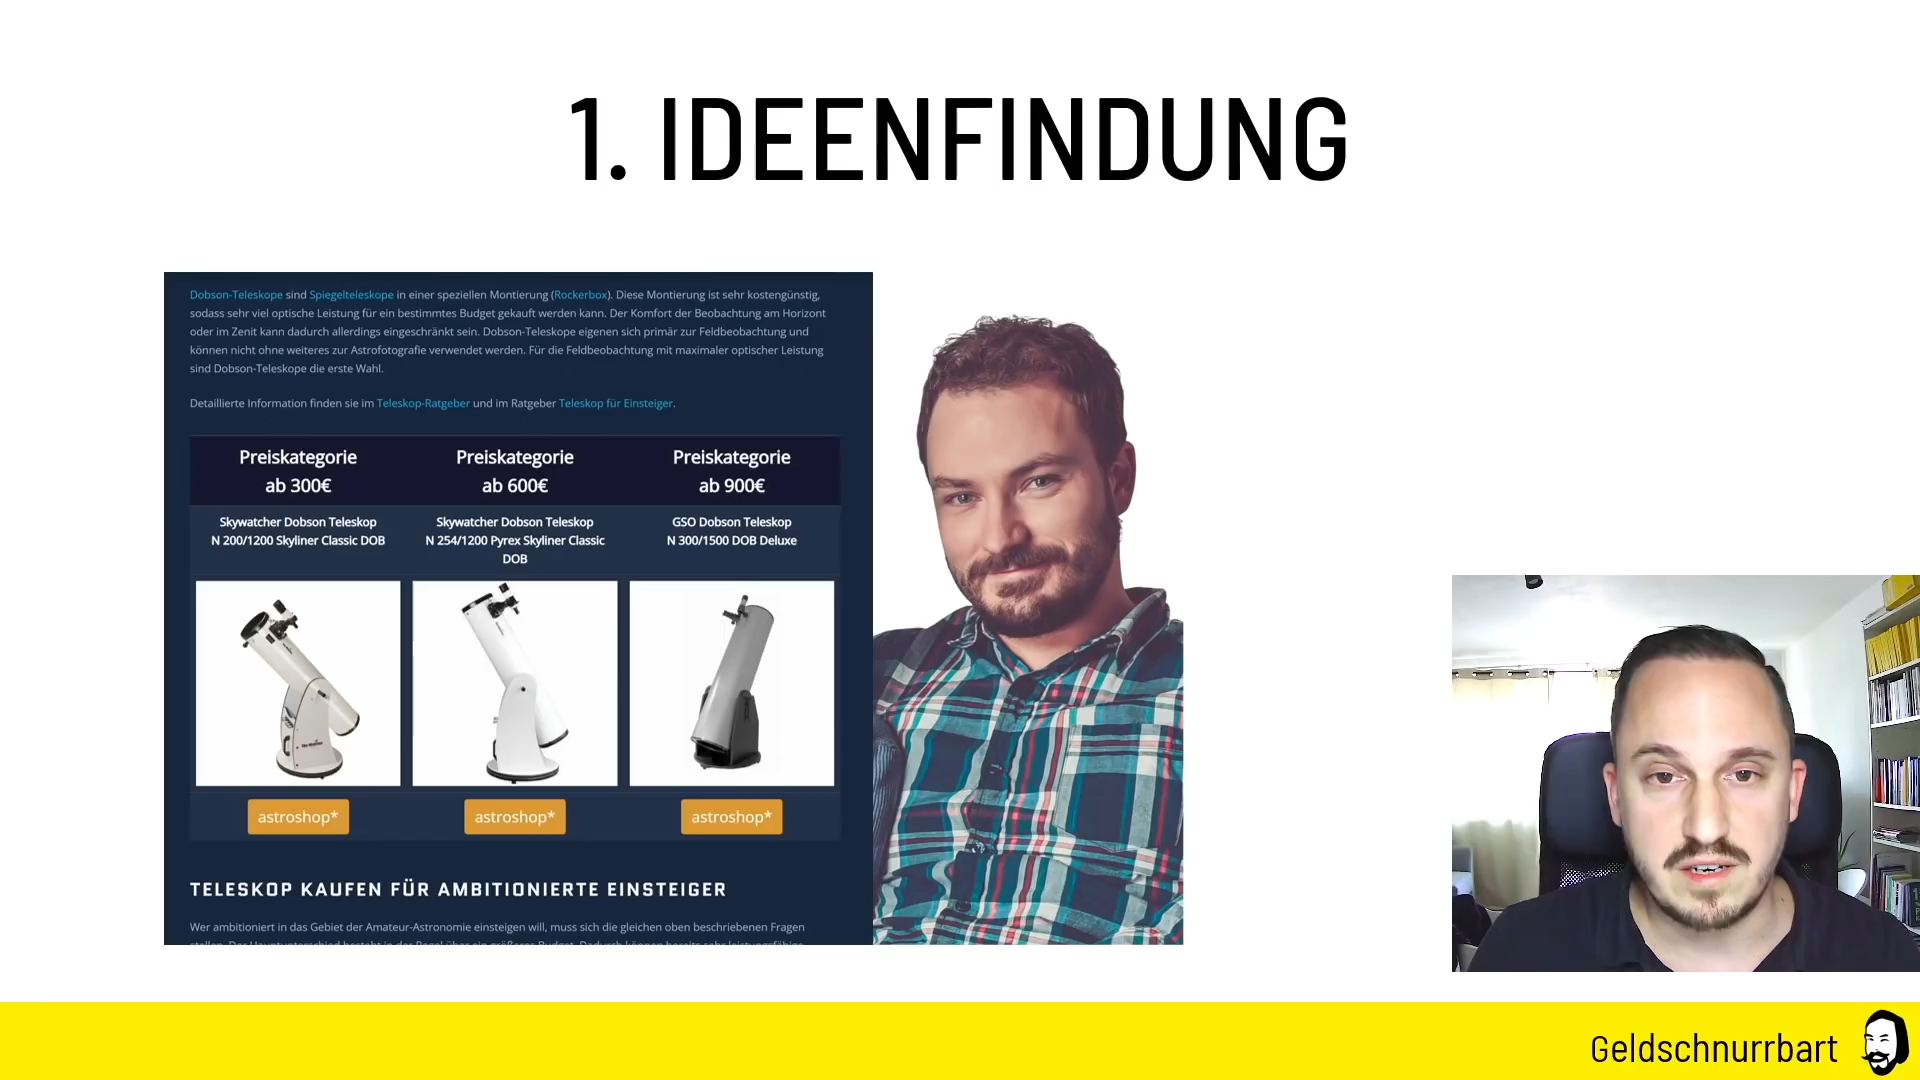 1. IDEENFINDUNG
Dobson-Teleskope sind Spiegelteleskope in einer speziellen Montierung (Rockerbox). Diese Montierung ist sehr kostengünstig,
sodass sehr viel optische Leistung für ein bestimmtes Budget gekauft werden kann. Der Komfort der Beobachtung am Horizont
oder im Zenit kann dadurch allerdings eingeschränkt sein. Dobson-Teleskope eigenen sich primär zur Feldbeobachtung und
können nicht ohne weiteres zur Astrofotografie verwendet werden. Für die Feldbeobachtung mit maximaler optischer Leistung
sind Dobson-Teleskope die erste Wahl.
Detaillierte Information finden sie im Teleskop-Ratgeber und im Ratgeber Teleskop für Einsteiger.
Preiskategorie
ab 300€
Preiskategorie
ab 600€
Preiskategorie
ab 900€
Skywatcher Dobson Teleskop
N 200/1200 Skyliner Classic DOB
Skywatcher Dobson Teleskop
N 254/1200 Pyrex Skyliner Classic
DOB
GSO Dobson Teleskop
N 300/1500 DOB Deluxe
astroshop*
astroshop*
astroshop*
TELESKOP KAUFEN FÜR AMBITIONIERTE EINSTEIGER
Wer ambitioniert in das Gebiet der Amateur-Astronomie einsteigen will, muss sich die gleichen oben beschriebenen Fragen
Geldschnurrbart